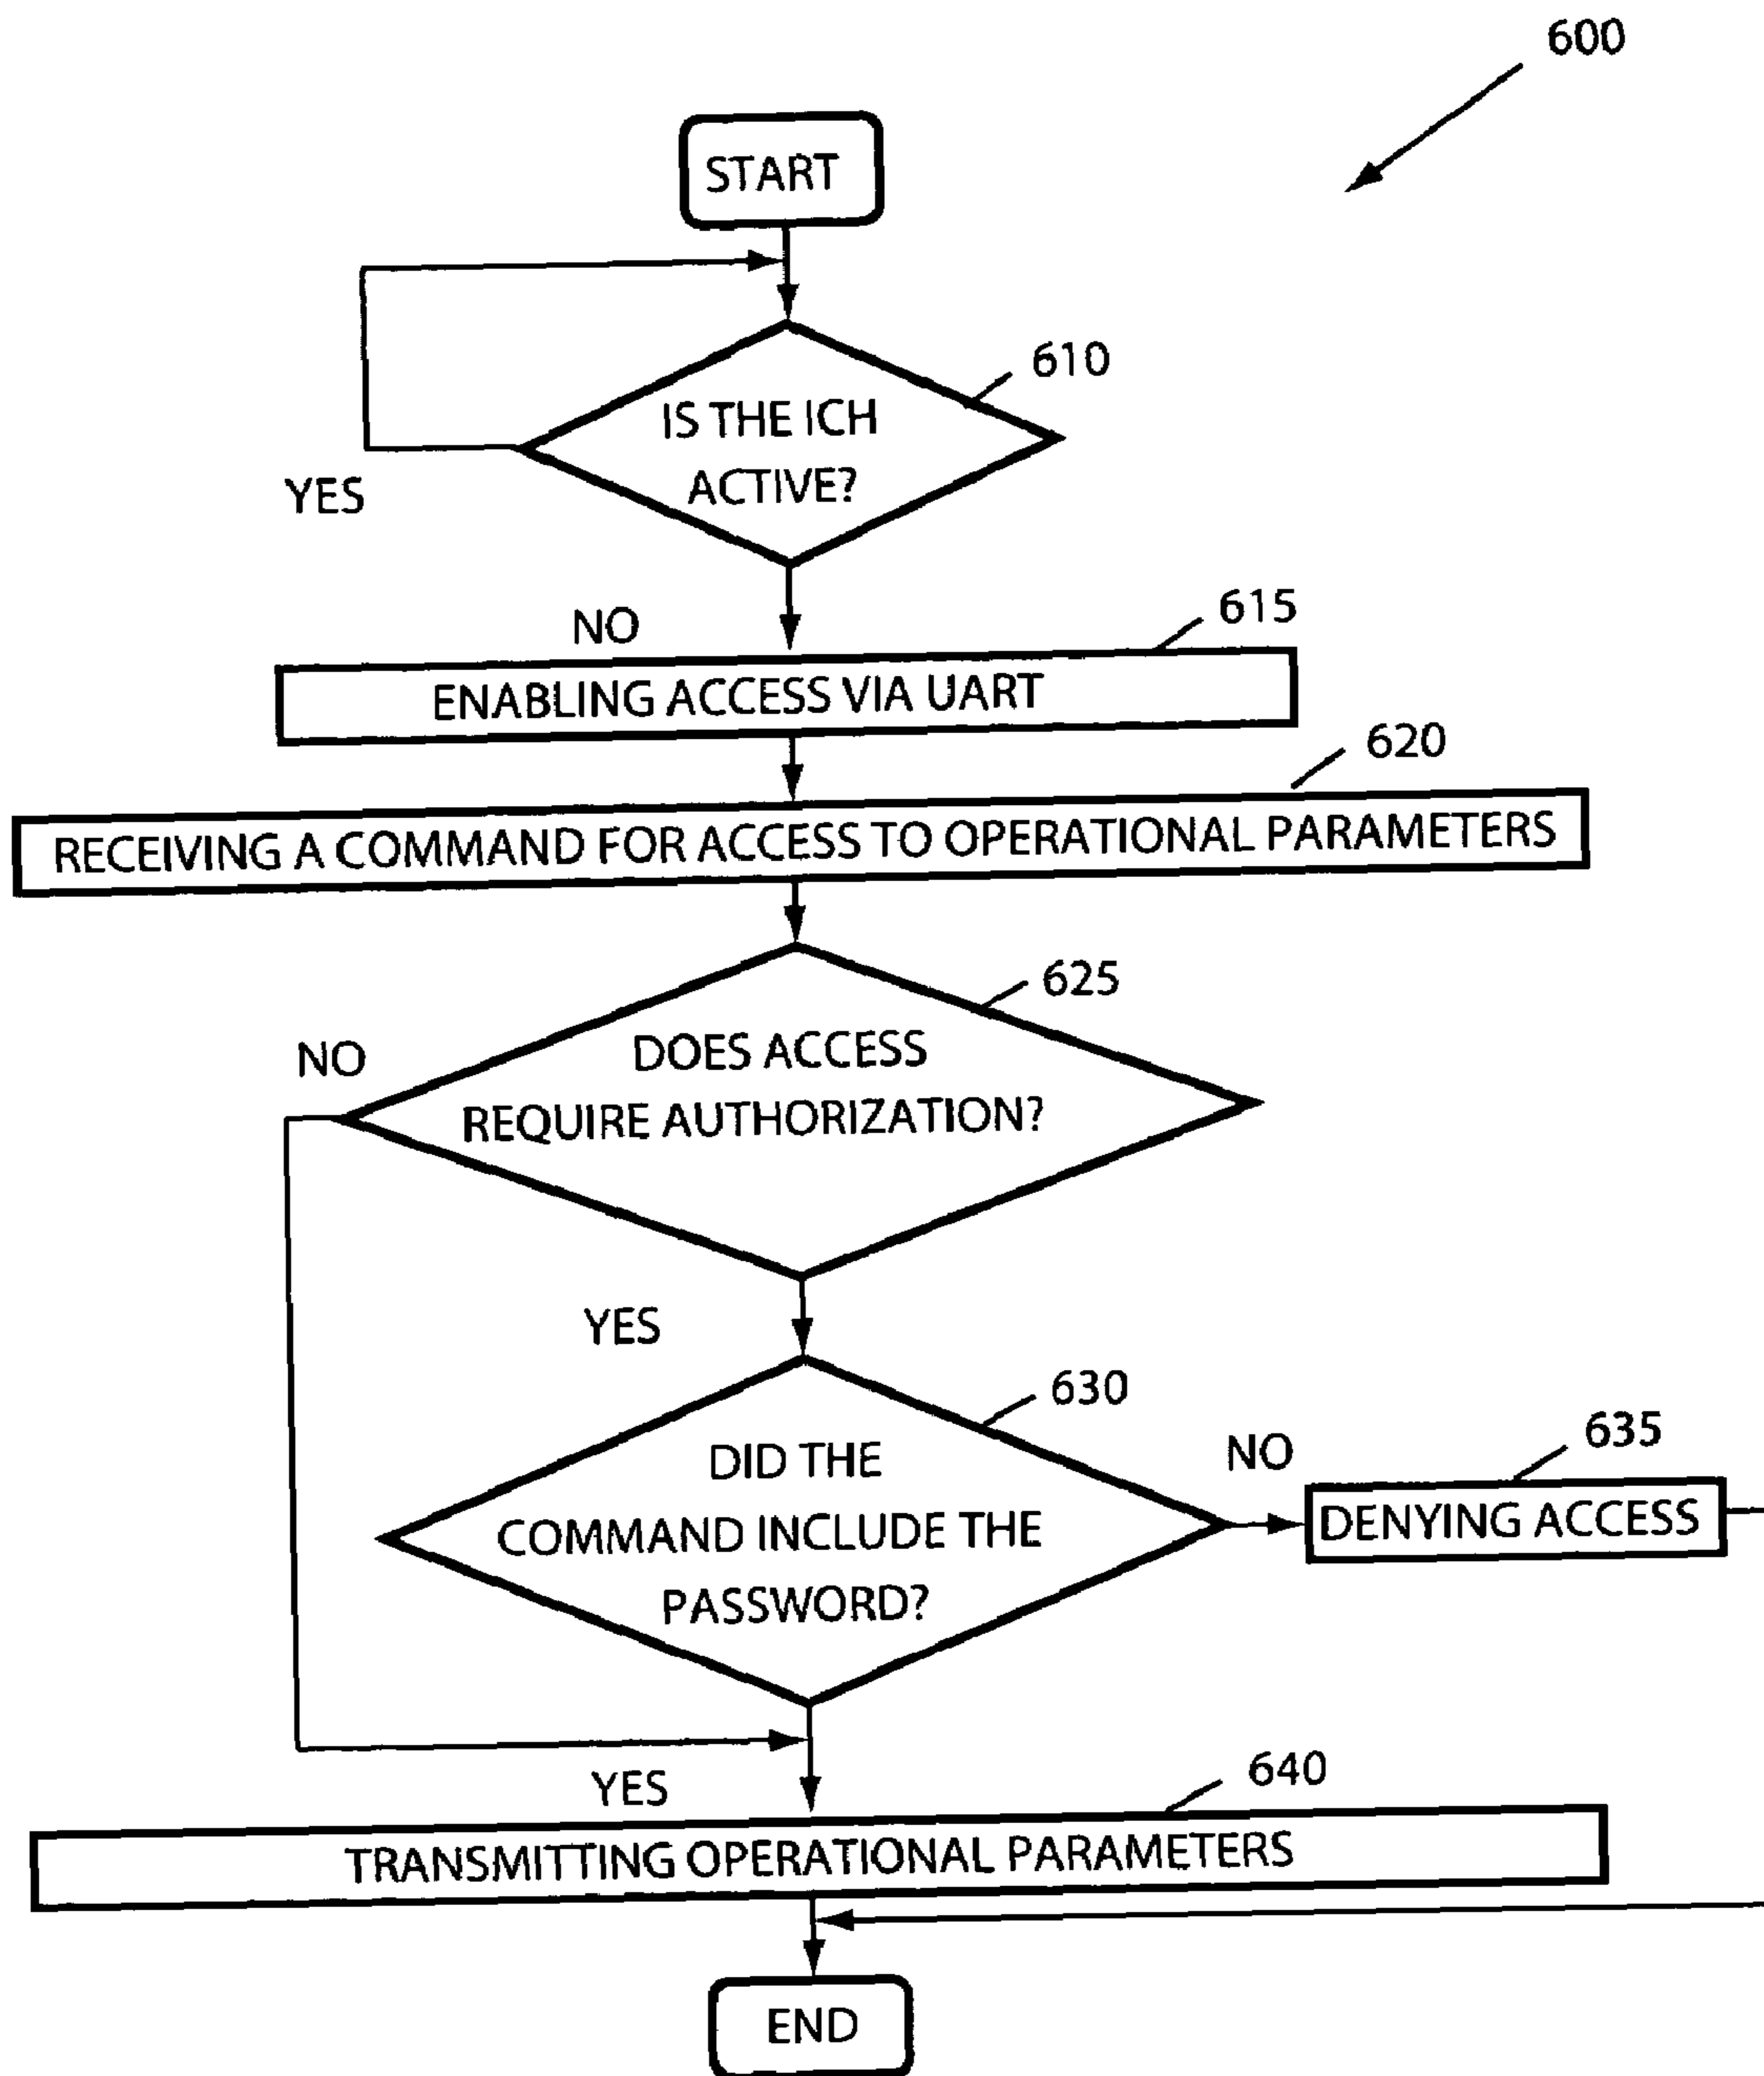 600
START
610
IS THE ICH
ACTIVE?
YES
NO
615
ENABLING ACCESS VIA UART
620
RECEIVING A COMMAND FOR ACCESS TO OPERATIONAL PARAMETERS
625
NO
DOES ACCESS
REQUIRE AUTHORIZATION?
YES
630
DID THE
COMMAND INCLUDE THE
PASSWORD?
NO
635
DENYING ACCESS
YES
640
TRANSMITTING OPERATIONAL PARAMETERS
END